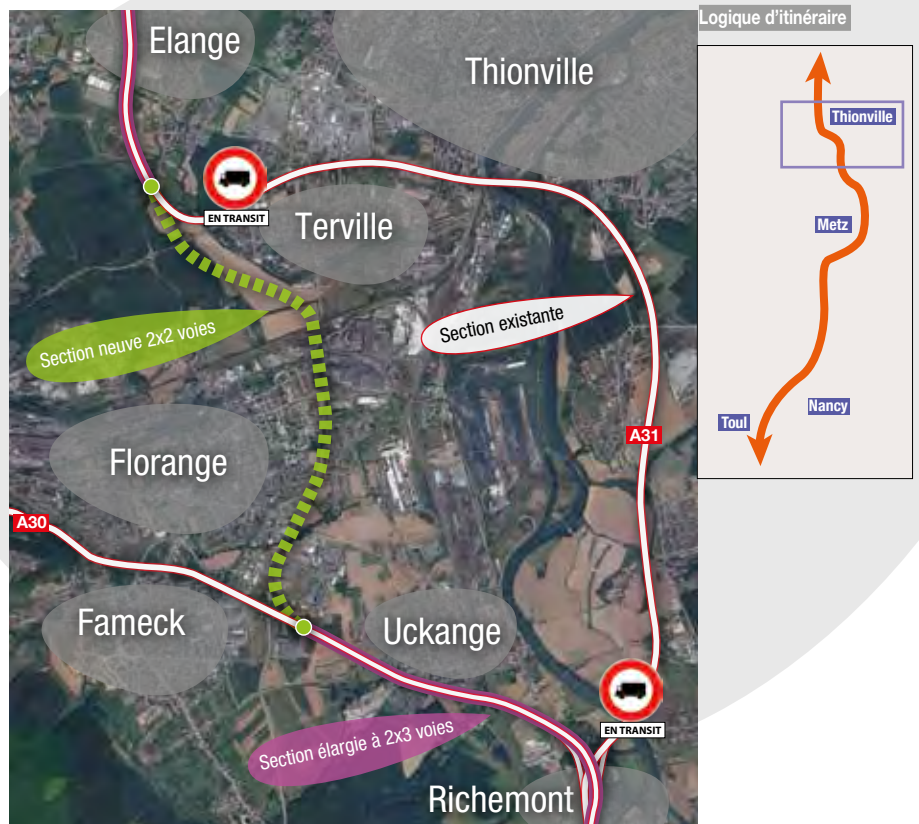 Logique d'itinéraire
Elange
Thionville
EN TRANSIT
Terville
Section neuve 2x2 voies
Section existante
Florange
A31
A30
Fameck
Uckange
EN TRANSIT
Section élargie à 2x3 voies
Richemont
Thionville
Metz
Nancy
Toul